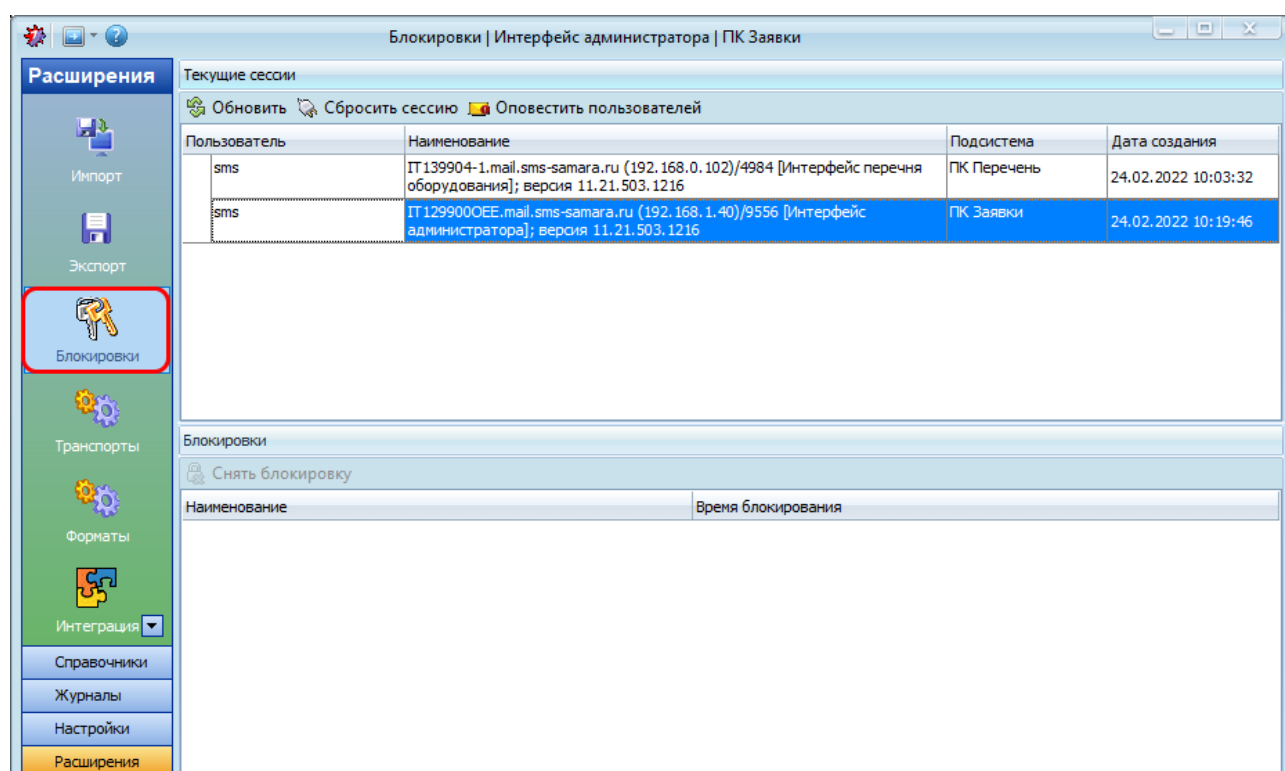 Блокировки | Интерфейс администратора | ПК Заявки
Расширения
Импорт
Экспорт
Блокировки
Транспорты
Форматы
Интеграция
Справочники
Журналы
Настройки
Расширения
Текущие сессии
Обновить Сбросить сессию Оповестить пользователей
Пользователь Наименование Подсистема Дата создания
sms IT139904-1.mail.sms-samara.ru (192.168.0.102)/4984 [Интерфейс перечня ПК Перечень 24.02.2022 10:03:32
оборудования]; версия 11.21.503.1216
sms IT129900OEE.mail.sms-samara.ru (192.168.1.40)/9556 [Интерфейс ПК Заявки 24.02.2022 10:19:46
администратора]; версия 11.21.503.1216
Блокировки
Снять блокировку
Наименование Время блокирования